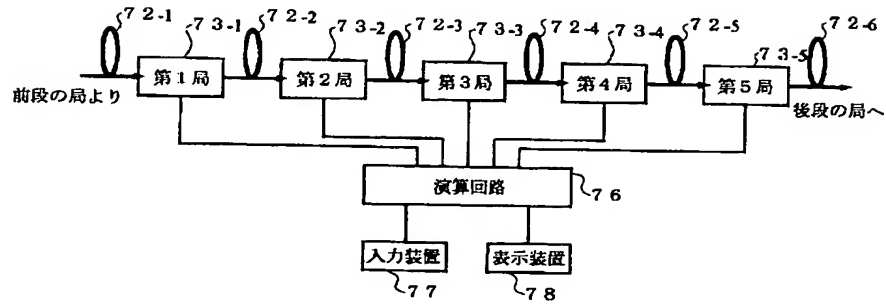 ７２-1
７３-1
７２-2
７３-2
７２-3
７３-3
７２-4
７３-4
７２-5
７３-5
７２-6
前段の局より
第１局
第２局
第３局
第４局
第５局
後段の局へ
演算回路
７６
入力装置
表示装置
７７
７８